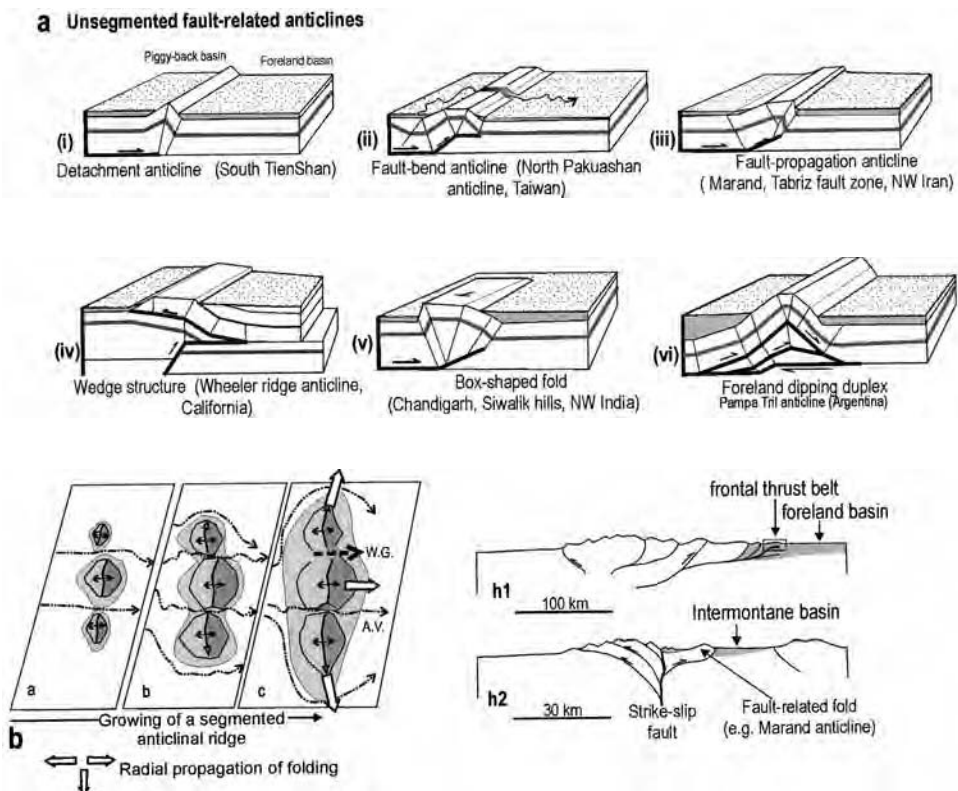 a Unsegmented fault-related anticlines
Piggy-back basin
Foreland basin
(i)
Detachment anticline (South TienShan)
(ii)
Fault-bend anticline (North Pakuashan
anticline, Taiwan)
(iii)
Fault-propagation anticline
( Marand, Tabriz fault zone, NW Iran)
(iv)
Wedge structure (Wheeler ridge anticline,
California)
(v)
Box-shaped fold
(Chandigarh, Siwalik hills, NW India)
(vi)
Foreland dipping duplex
Pampa Tril anticline (Argentina)
W.G.
A.V.
a
b
c
Growing of a segmented
anticlinal ridge
b
Radial propagation of folding
frontal thrust belt
foreland basin
h1
100 km
Intermontane basin
h2
30 km
Strike-slip
fault
Fault-related fold
(e.g. Marand anticline)